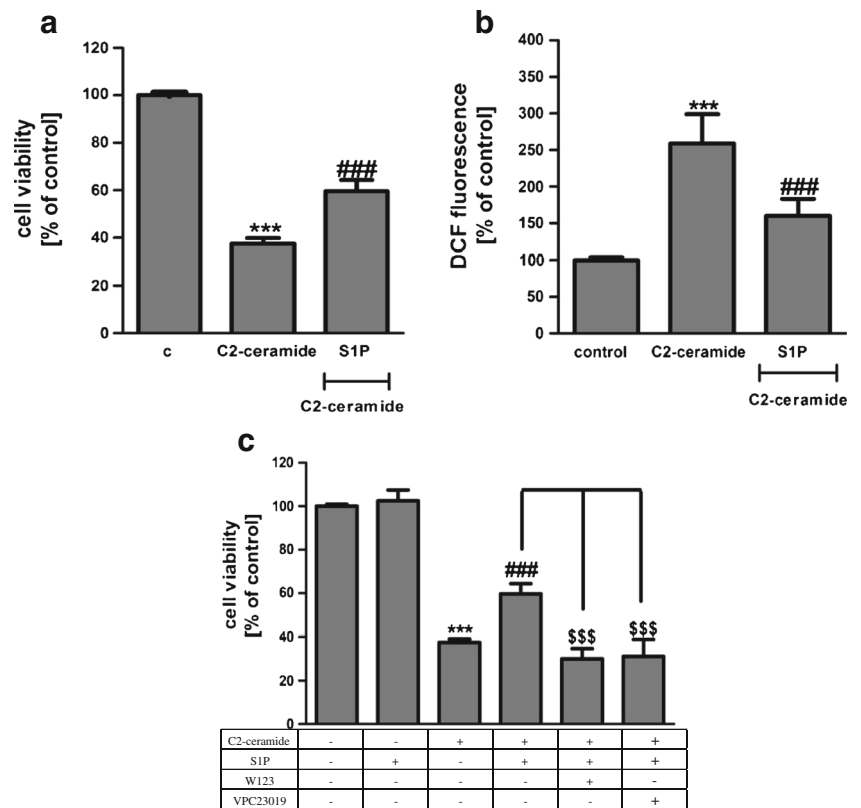 a
cell viability
[% of control]
120
100
80
60
40
20
0
***
###
c
C2-ceramide
S1P
C2-ceramide
b
DCF fluorescence
[% of control]
400
350
300
250
200
150
100
50
0
***
###
control
C2-ceramide
S1P
C2-ceramide
c
cell viability
[% of control]
120
100
80
60
40
20
0
***
###
$$$
$$$
C2-ceramide - - + + + +
S1P - + - + + +
W123 - - - - + -
VPC23019 - - - - - +